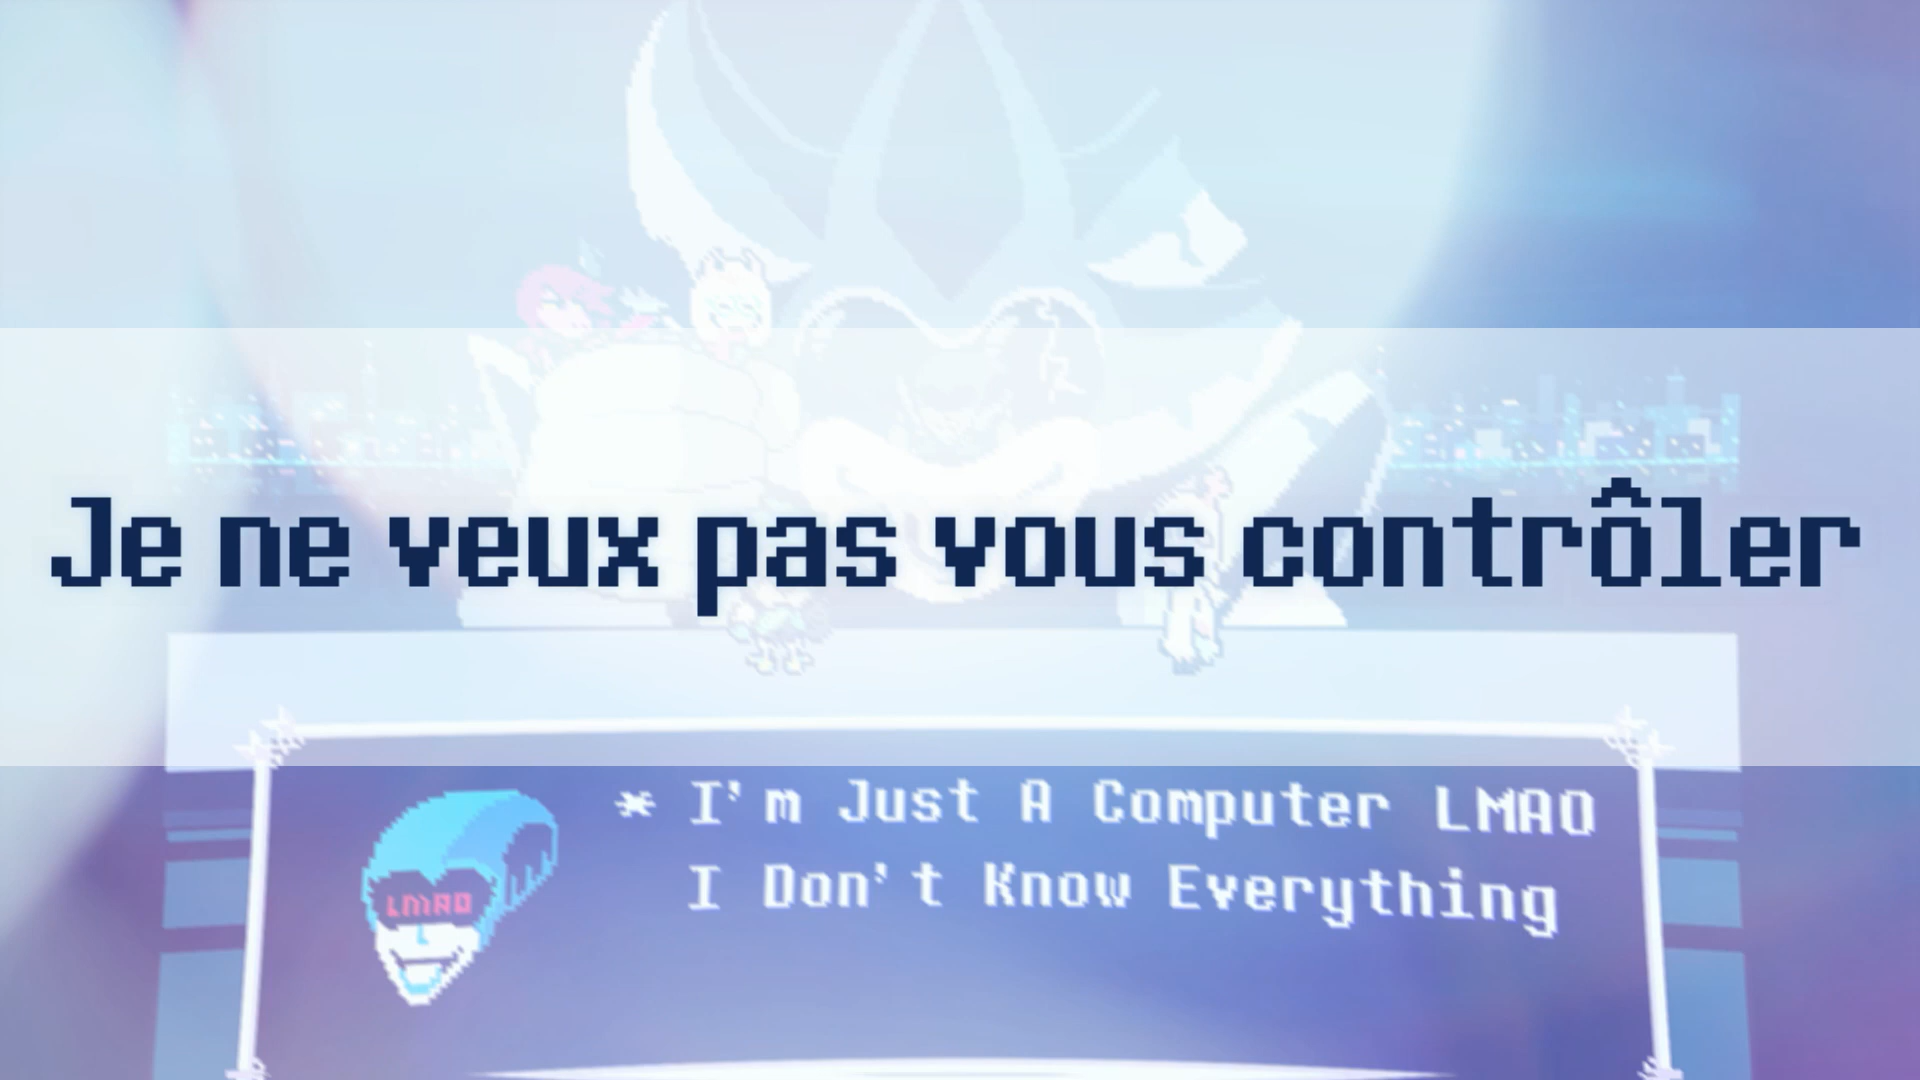 Je ne veux pas vous contrôler
* I'm Just A Computer LMAO
I Don't Know Everything
LMAO